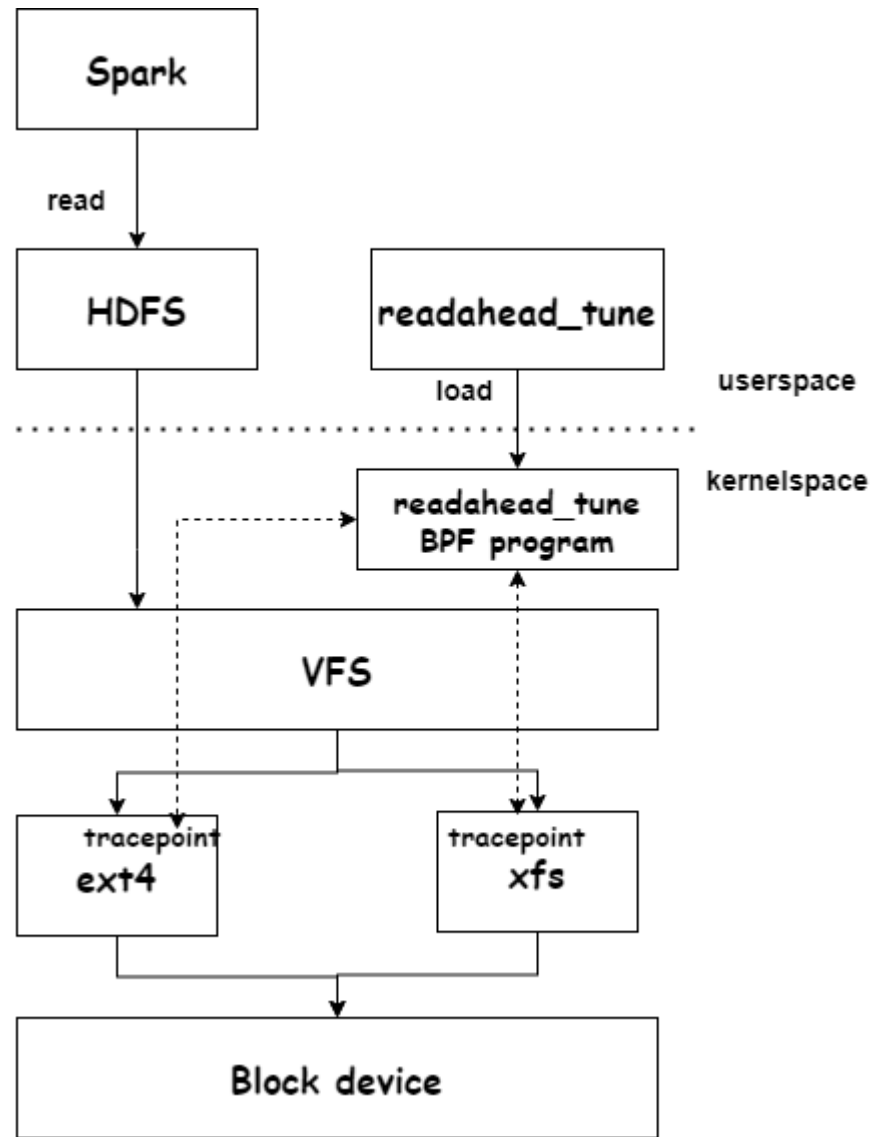 Spark
read
HDFS
readahead_tune
load
userspace
kernelspace
readahead_tune
BPF program
VFS
tracepoint
ext4
tracepoint
xfs
Block device